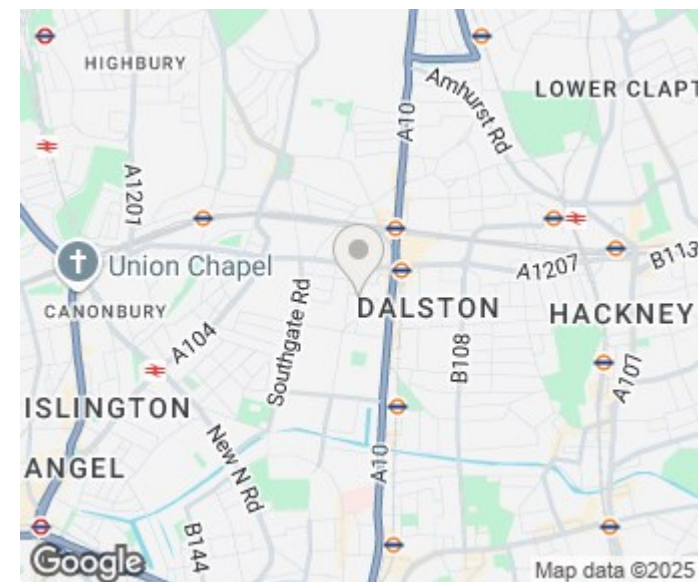 HIGHBURY
Amhurst Rd
LOWER CLAPT
A10
A1201
A1207
B113
Union Chapel
CANONBURY
A104
Southgate Rd
DALSTON
HACKNEY
B108
A107
ISLINGTON
New N Rd
ANGEL
A10
B144
Google
Map data ©2025